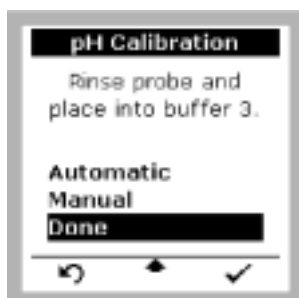 pH Calibration
Rinse probe and
place into buffer 3.
Automatic
Manual
Done